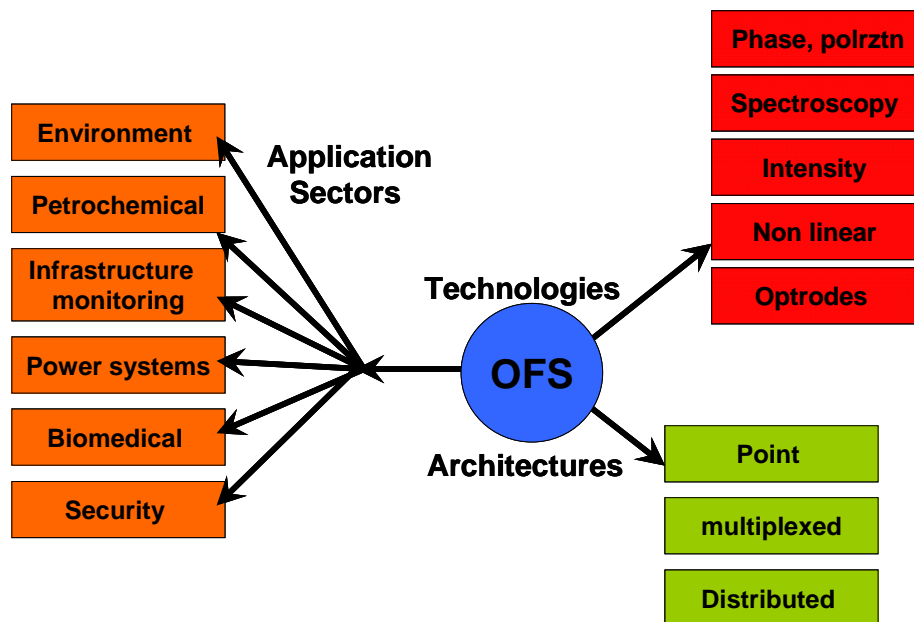 Environment
Petrochemical
Infrastructure
monitoring
Power systems
Biomedical
Security
Application
Sectors
Technologies
OFS
Architectures
Phase, polrztn
Spectroscopy
Intensity
Non linear
Optrodes
Point
multiplexed
Distributed